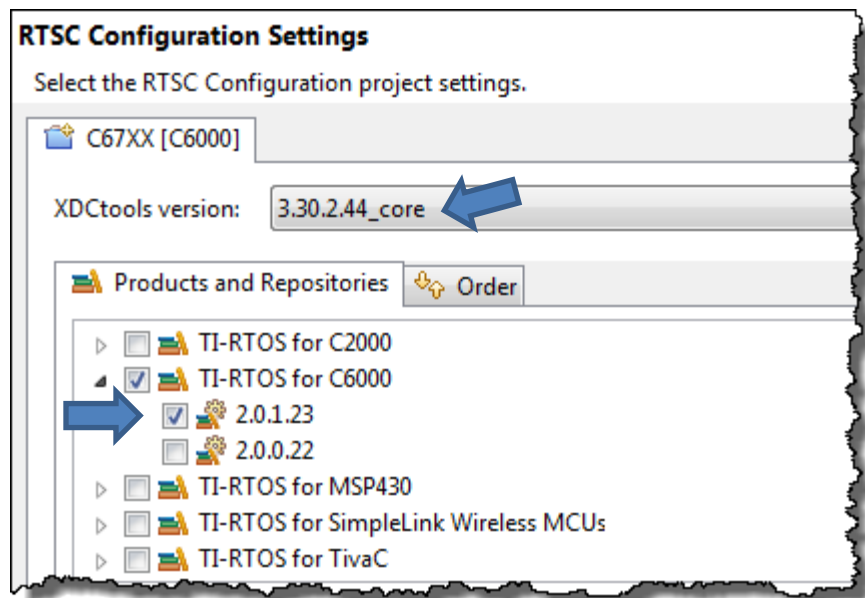 RTSC Configuration Settings
Select the RTSC Configuration project settings.
C67XX [C6000]
XDCtools version: 3.30.2.44_core
Products and Repositories Order
TI-RTOS for C2000
TI-RTOS for C6000
2.0.1.23
2.0.0.22
TI-RTOS for MSP430
TI-RTOS for SimpleLink Wireless MCUs
TI-RTOS for TivaC